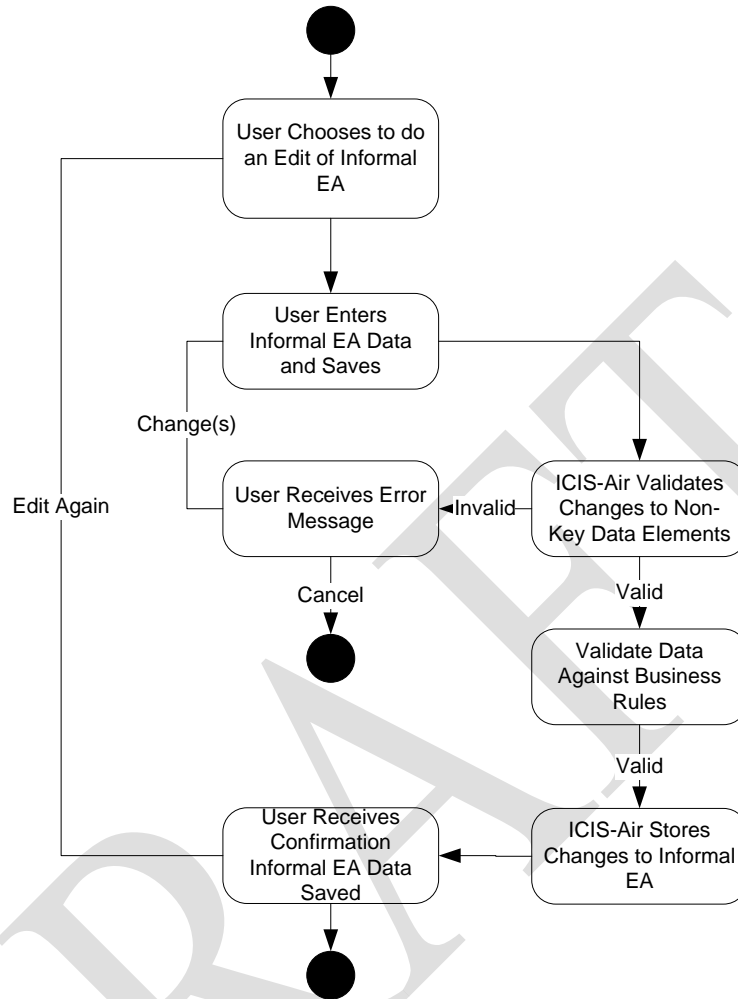 User Chooses to do
an Edit of Informal
EA
User Enters
Informal EA Data
and Saves
Change(s)
Edit Again
User Receives Error
Message
Invalid
ICIS-Air Validates
Changes to Non-
Key Data Elements
Cancel
Valid
Validate Data
Against Business
Rules
Valid
User Receives
Confirmation
Informal EA Data
Saved
ICIS-Air Stores
Changes to Informal
EA
DRAFT